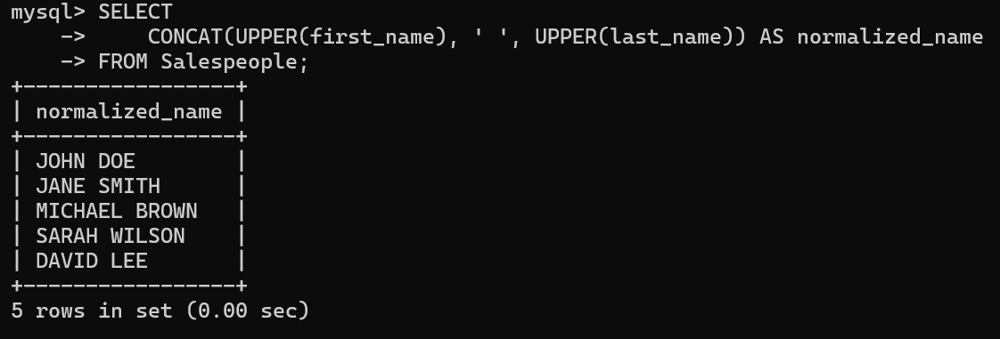 mysql> SELECT
    ->     CONCAT(UPPER(first_name), ' ', UPPER(last_name)) AS normalized_name
    -> FROM Salespeople;
+-----------------+
| normalized_name |
+-----------------+
| JOHN DOE        |
| JANE SMITH      |
| MICHAEL BROWN   |
| SARAH WILSON    |
| DAVID LEE       |
+-----------------+
5 rows in set (0.00 sec)